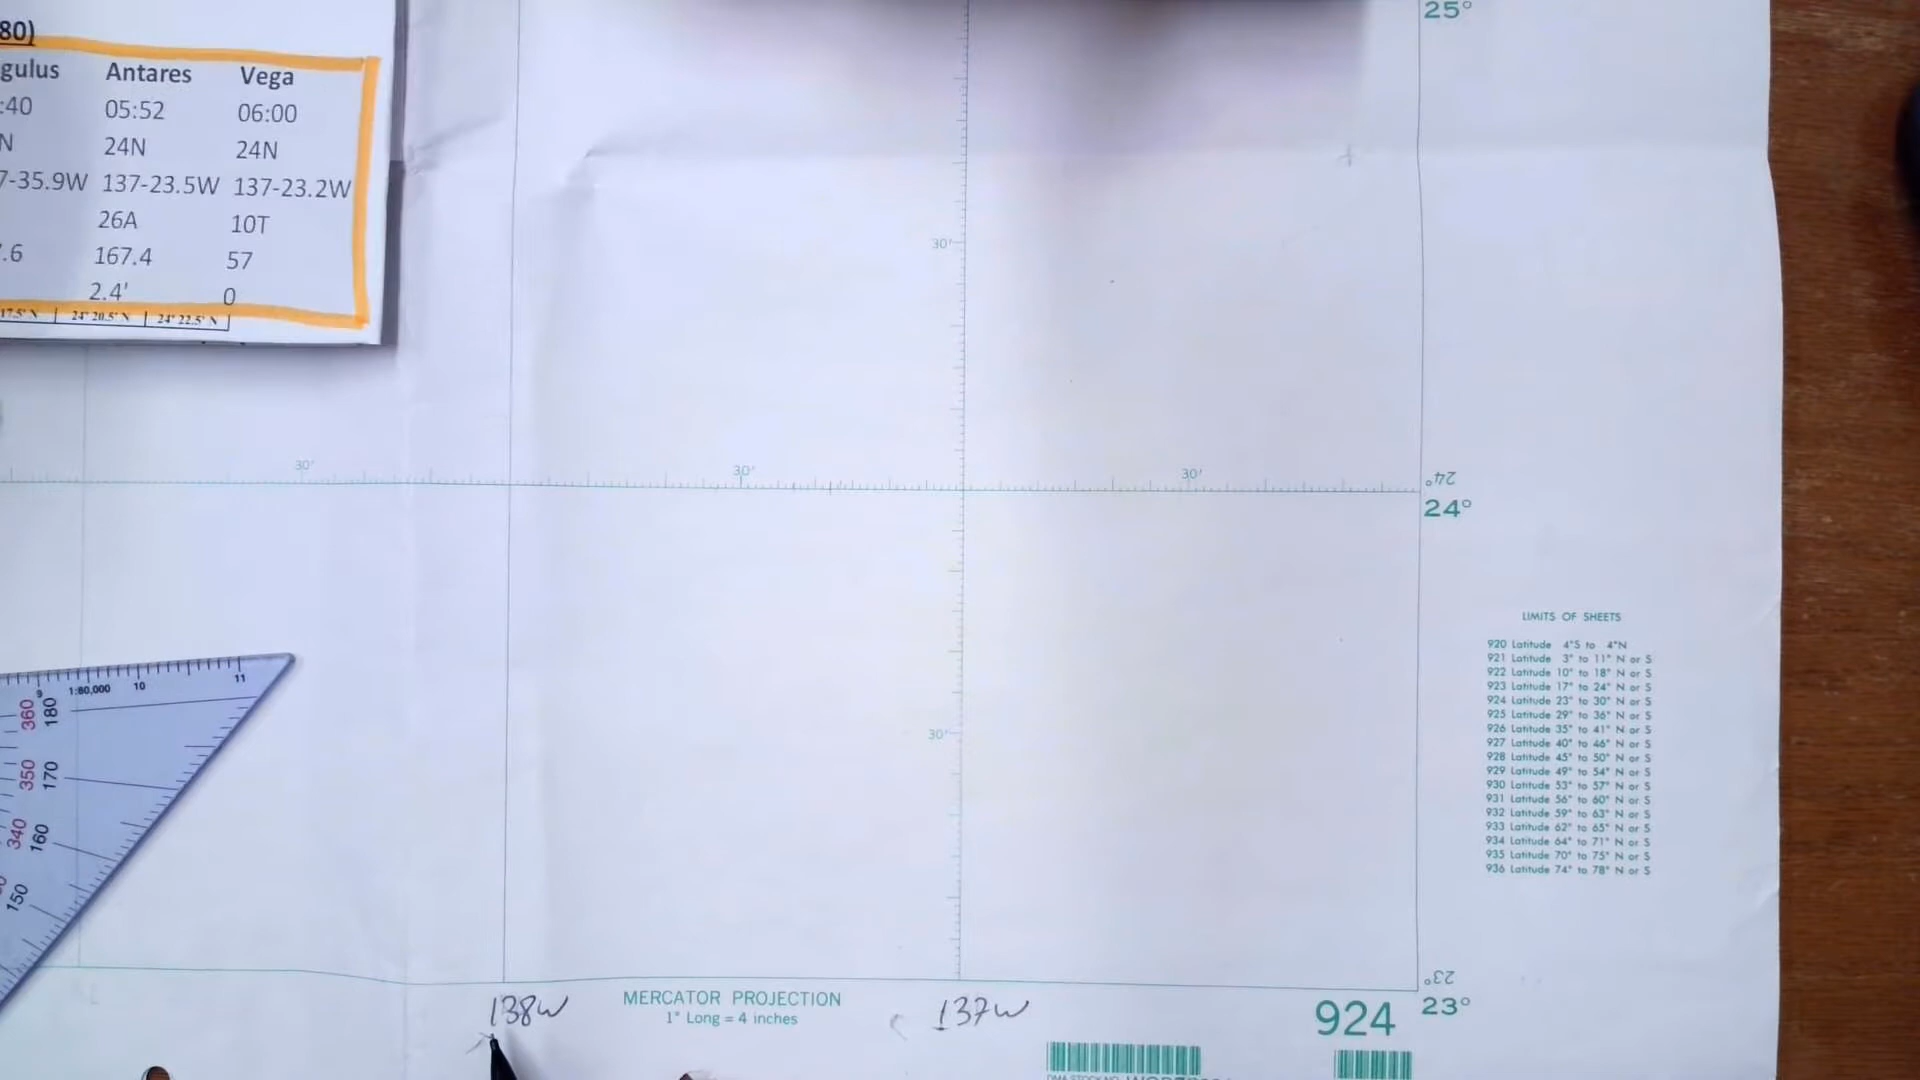 80)
gulus Antares Vega
:40 05:52 06:00
N 24N 24N
7-35.9W 137-23.5W 137-23.2W
26A 10T
.6 167.4 57
2.4' 0
17.5' N 24° 20.5' N 24° 22.5' N
25°
30'
30' 30' 30'
24°
24°
30'
LIMITS OF SHEETS
920 Latitude 4°S to 4°N
921 Latitude 3° to 11° N or S
922 Latitude 10° to 18° N or S
923 Latitude 17° to 24° N or S
924 Latitude 23° to 30° N or S
925 Latitude 29° to 36° N or S
926 Latitude 35° to 41° N or S
927 Latitude 40° to 46° N or S
928 Latitude 45° to 50° N or S
929 Latitude 49° to 54° N or S
930 Latitude 53° to 57° N or S
931 Latitude 56° to 60° N or S
932 Latitude 59° to 63° N or S
933 Latitude 62° to 65° N or S
934 Latitude 64° to 71° N or S
935 Latitude 70° to 75° N or S
936 Latitude 74° to 78° N or S
9 1:80,000 10 11
360 180
350 170
340 160
150
23°
138W MERCATOR PROJECTION 137W 924 23°
1° Long = 4 inches